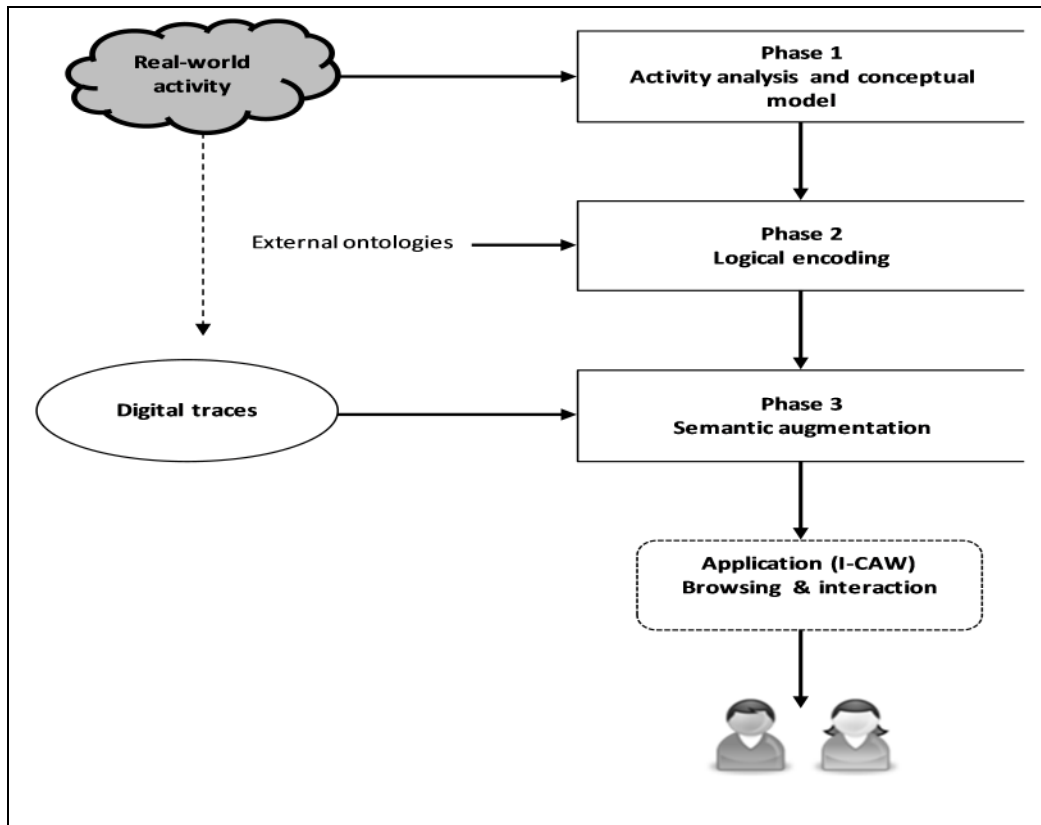 Real-world
activity
Phase 1
Activity analysis and conceptual
model
External ontologies
Phase 2
Logical encoding
Digital traces
Phase 3
Semantic augmentation
Application (I-CAW)
Browsing & interaction